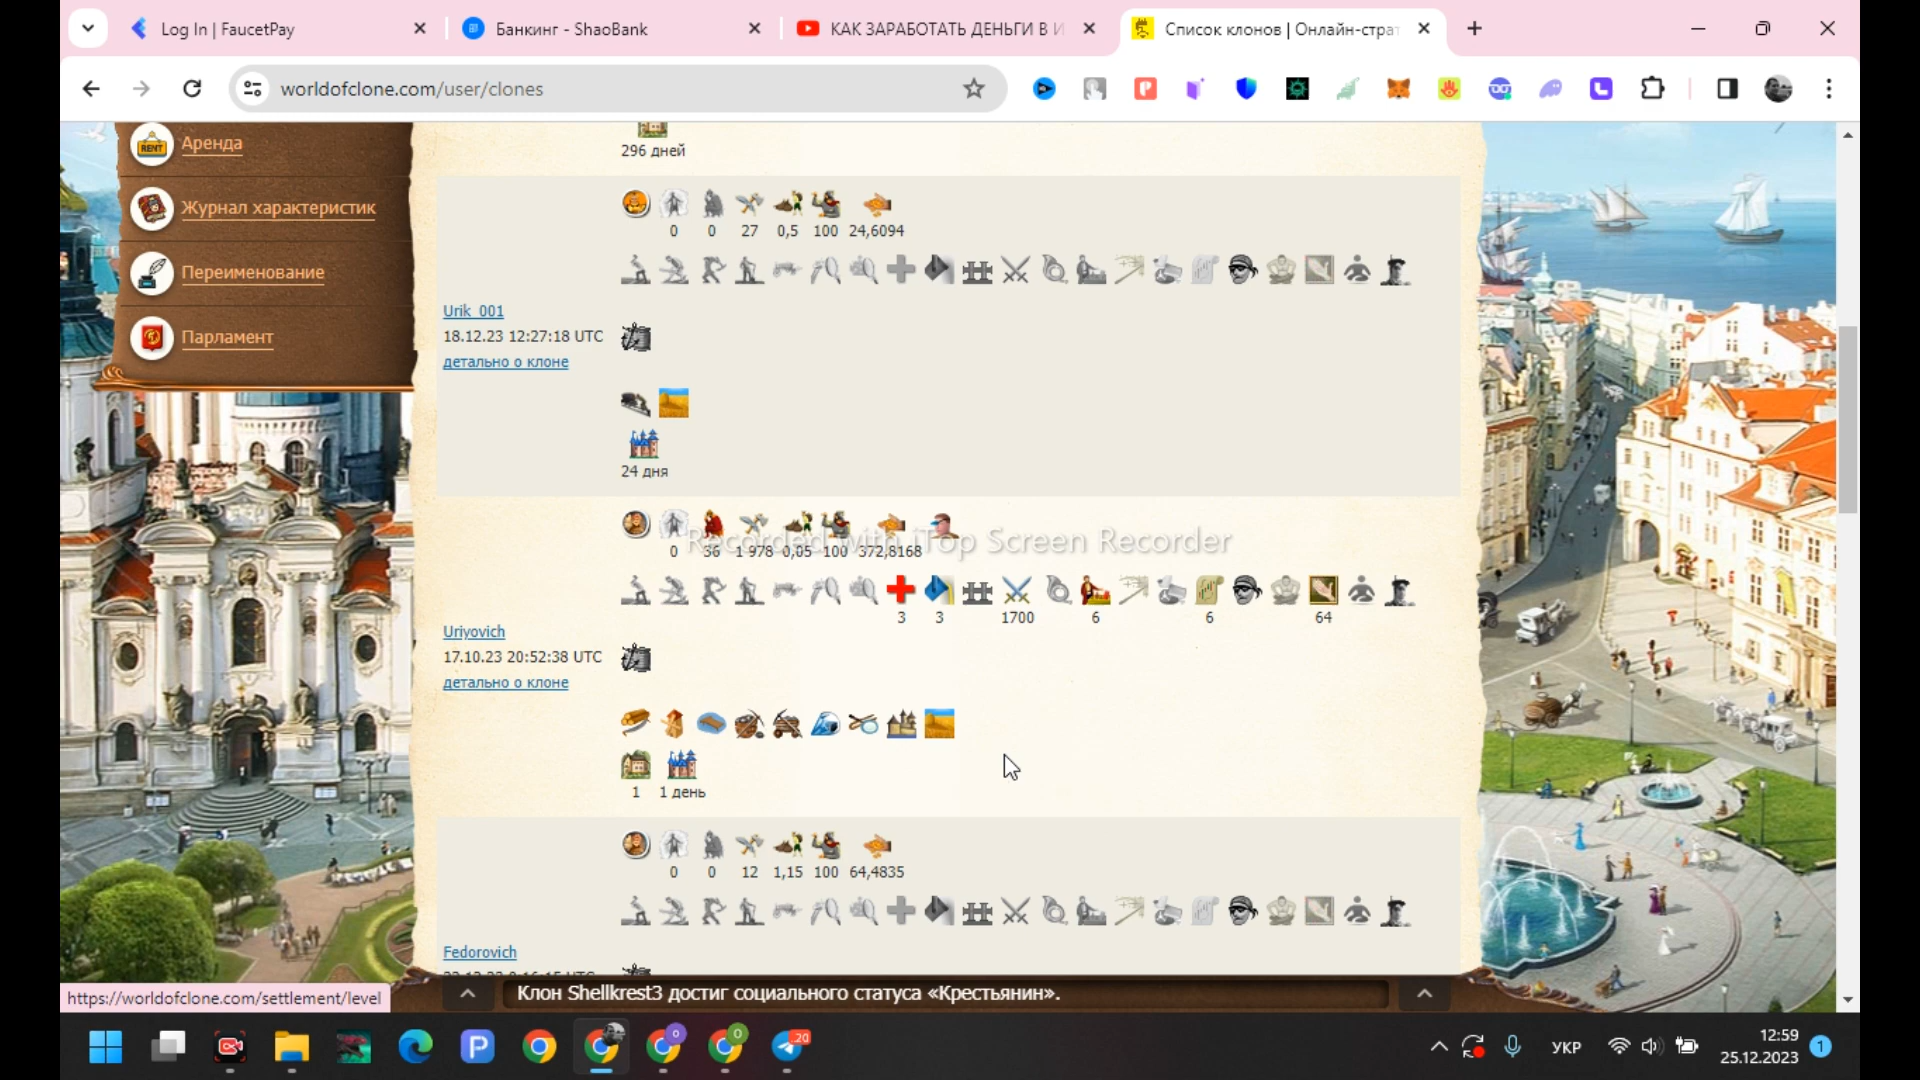 Log In | FaucetPay
Банкинг - ShaoBank
КАК ЗАРАБОТАТЬ ДЕНЬГИ В И
Список клонов | Онлайн-страт
worldofclone.com/user/clones
RENT
Аренда
Журнал характеристик
Переименование
Парламент
296 дней
0 0 27 0,5 100 24,6094
Urik_001
18.12.23 12:27:18 UTC
детально о клоне
24 дня
Recorded with iTop Screen Recorder
0 36 1 978 0,05 100 372,8168
3 3 1700 6 6 64
Uriyovich
17.10.23 20:52:38 UTC
детально о клоне
1 1 день
0 0 12 1,15 100 64,4835
Fedorovich
https://worldofclone.com/settlement/level
Клон Shellkrest3 достиг социального статуса «Крестьянин».
20
УКР
12:59
25.12.2023
1